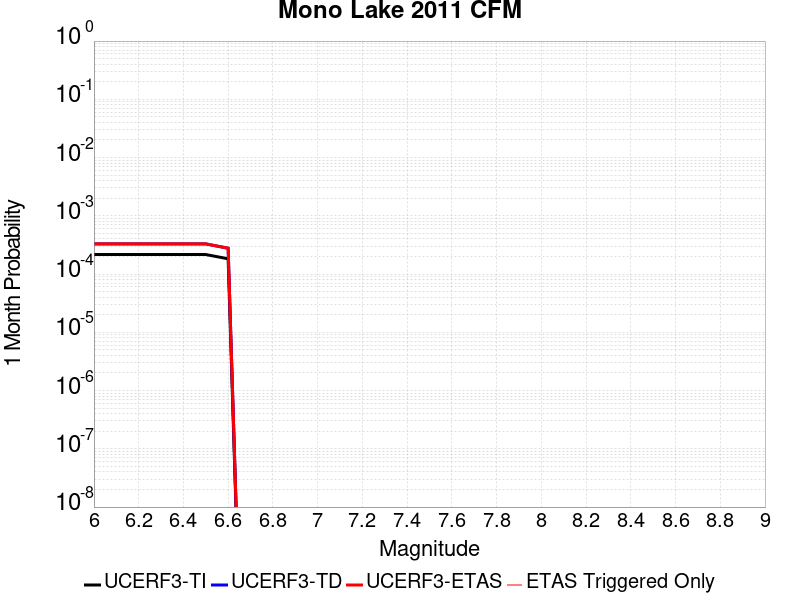 Mono Lake 2011 CFM
10^0
10^-1
10^-2
10^-3
10^-4
10^-5
10^-6
10^-7
10^-8
1 Month Probability
6 6.2 6.4 6.6 6.8 7 7.2 7.4 7.6 7.8 8 8.2 8.4 8.6 8.8 9
Magnitude
UCERF3-TI UCERF3-TD UCERF3-ETAS ETAS Triggered Only